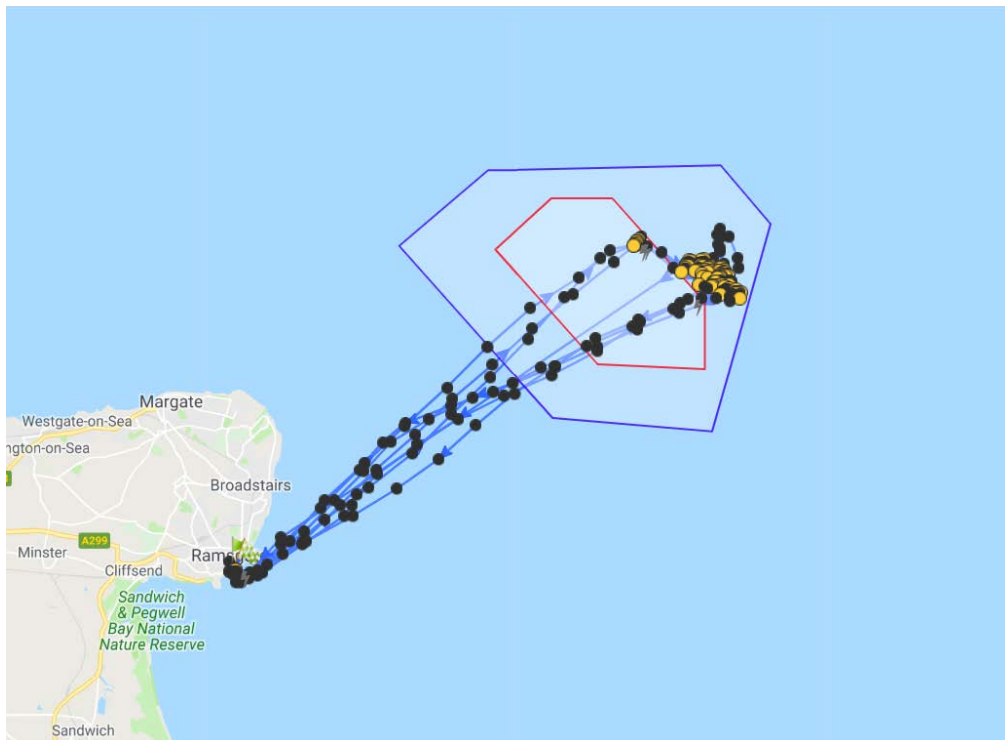 Margate
Westgate-on-Sea
ngton-on-Sea
Broadstairs
A299
Minster
Cliffsend
Sandwich
& Pegwell
Bay National
Nature Reserve
Sandwich